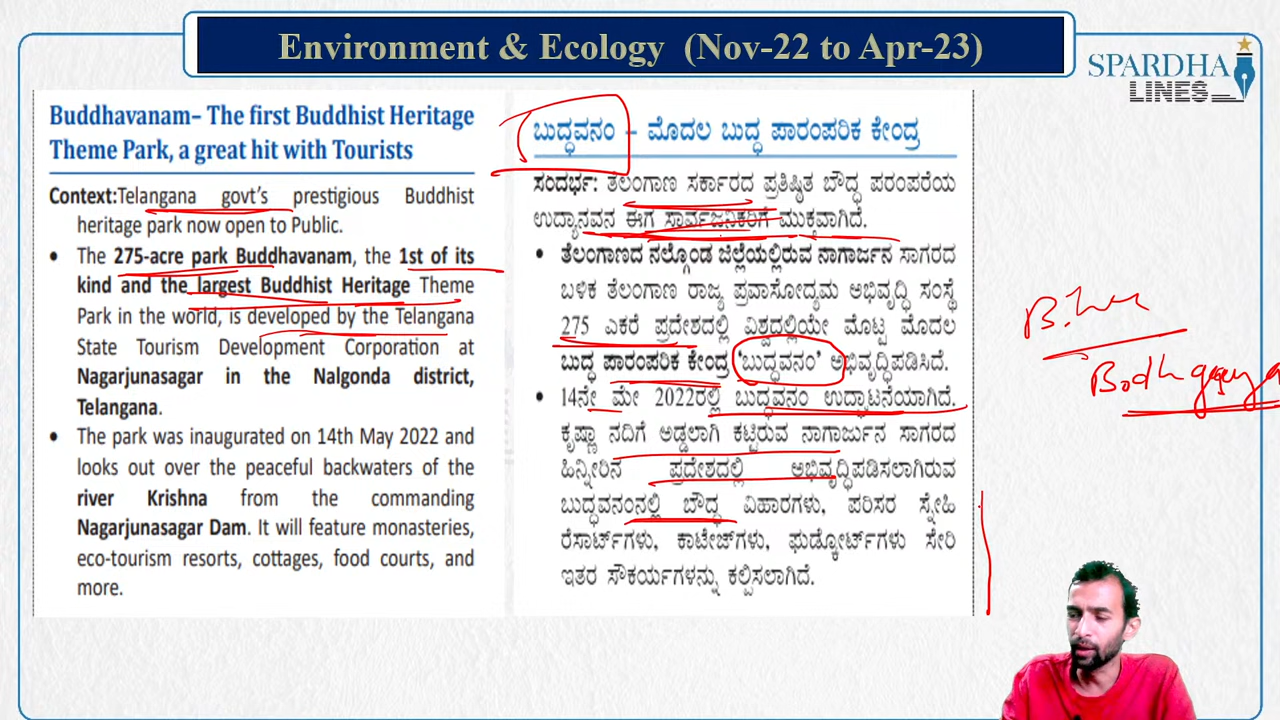 Environment & Ecology (Nov-22 to Apr-23)
SPARDHA
LINES
Buddhavanam– The first Buddhist Heritage
Theme Park, a great hit with Tourists
Context:Telangana govt's prestigious Buddhist
heritage park now open to Public.
• The 275-acre park Buddhavanam, the 1st of its
kind and the largest Buddhist Heritage Theme
Park in the world, is developed by the Telangana
State Tourism Development Corporation at
Nagarjunasagar in the Nalgonda district,
Telangana.
• The park was inaugurated on 14th May 2022 and
looks out over the peaceful backwaters of the
river Krishna from the commanding
Nagarjunasagar Dam. It will feature monasteries,
eco-tourism resorts, cottages, food courts, and
more.
ಬುದ್ಧವನಂ – ಮೊದಲ ಬುದ್ಧ ಪಾರಂಪರಿಕ ಕೇಂದ್ರ
ಸಂದರ್ಭ: ತೆಲಂಗಾಣ ಸರ್ಕಾರದ ಪ್ರತಿಷ್ಠಿತ ಬೌದ್ಧ ಪರಂಪರೆಯ
ಉದ್ಯಾನವನ ಈಗ ಸಾರ್ವಜನಿಕರಿಗೆ ಮುಕ್ತವಾಗಿದೆ.
• ತೆಲಂಗಾಣದ ನಲ್ಗೊಂಡ ಜಿಲ್ಲೆಯಲ್ಲಿರುವ ನಾಗಾರ್ಜನ ಸಾಗರದ
ಬಳಿಕ ತೆಲಂಗಾಣ ರಾಜ್ಯ ಪ್ರವಾಸೋದ್ಯಮ ಅಭಿವೃದ್ಧಿ ಸಂಸ್ಥೆ
275 ಎಕರೆ ಪ್ರದೇಶದಲ್ಲಿ ವಿಶ್ವದಲ್ಲಿಯೇ ಮೊಟ್ಟ ಮೊದಲ
ಬುದ್ಧ ಪಾರಂಪರಿಕ ಕೇಂದ್ರ 'ಬುದ್ಧವನಂ' ಅಭಿವೃದ್ಧಿಪಡಿಸಿದೆ.
• 14ನೇ ಮೇ 2022ರಲ್ಲಿ ಬುದ್ಧವನಂ ಉದ್ಘಾಟನೆಯಾಗಿದೆ.
ಕೃಷ್ಣಾ ನದಿಗೆ ಅಡ್ಡಲಾಗಿ ಕಟ್ಟಿರುವ ನಾಗಾರ್ಜುನ ಸಾಗರದ
ಹಿನ್ನೀರಿನ ಪ್ರದೇಶದಲ್ಲಿ ಅಭಿವೃದ್ಧಿಪಡಿಸಲಾಗಿರುವ
ಬುದ್ಧವನಂನಲ್ಲಿ ಬೌದ್ಧ ವಿಹಾರಗಳು, ಪರಿಸರ ಸ್ನೇಹಿ
ರೆಸಾರ್ಟ್‌ಗಳು, ಕಾಟೇಜ್‌ಗಳು, ಫುಡ್ಕೋರ್ಟ್‌ಗಳು ಸೇರಿ
ಇತರ ಸೌಕರ್ಯಗಳನ್ನು ಕಲ್ಪಿಸಲಾಗಿದೆ.